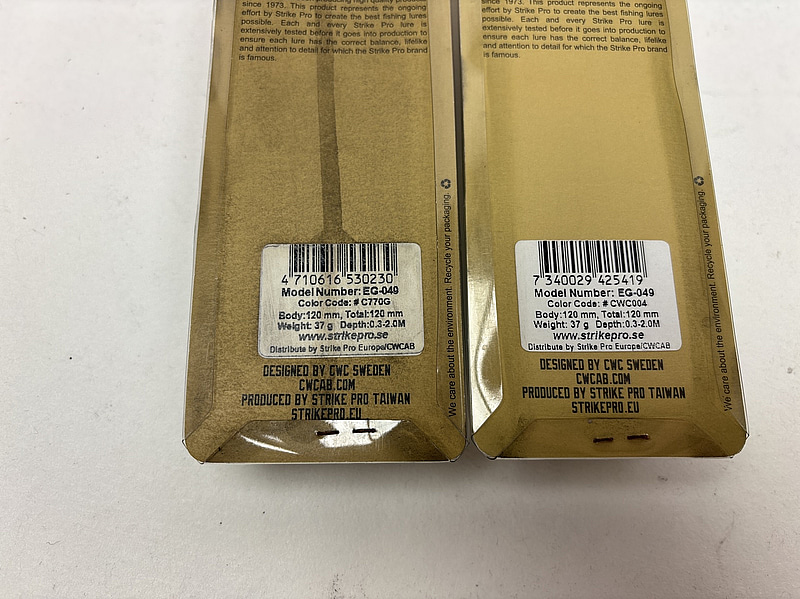 since 1973. This product represents the ongoing
effort by Strike Pro to create the best fishing lures
possible. Each and every Strike Pro lure is
extensively tested before it goes into production to
ensure each lure has the correct balance, lifelike
and attention to detail for which the Strike Pro brand
is famous.
We care about the environment. Recycle your packaging.
4 710616 530230
Model Number: EG-049
Color Code: # C770G
Body:120 mm, Total:120 mm
Weight: 37 g Depth:0.3-2.0M
www.strikepro.se
Distribute by Strike Pro Europe/CWCAB
DESIGNED BY CWC SWEDEN
CWCAB.COM
PRODUCED BY STRIKE PRO TAIWAN
STRIKEPRO.EU
since 1973. This product represents the ongoing
effort by Strike Pro to create the best fishing lures
possible. Each and every Strike Pro lure is
extensively tested before it goes into production to
ensure each lure has the correct balance, lifelike
and attention to detail for which the Strike Pro brand
is famous.
We care about the environment. Recycle your packaging.
7 340029 425419
Model Number: EG-049
Color Code: # CWC004
Body:120 mm, Total:120 mm
Weight: 37 g Depth:0.3-2.0M
www.strikepro.se
Distribute by Strike Pro Europe/CWCAB
DESIGNED BY CWC SWEDEN
CWCAB.COM
PRODUCED BY STRIKE PRO TAIWAN
STRIKEPRO.EU